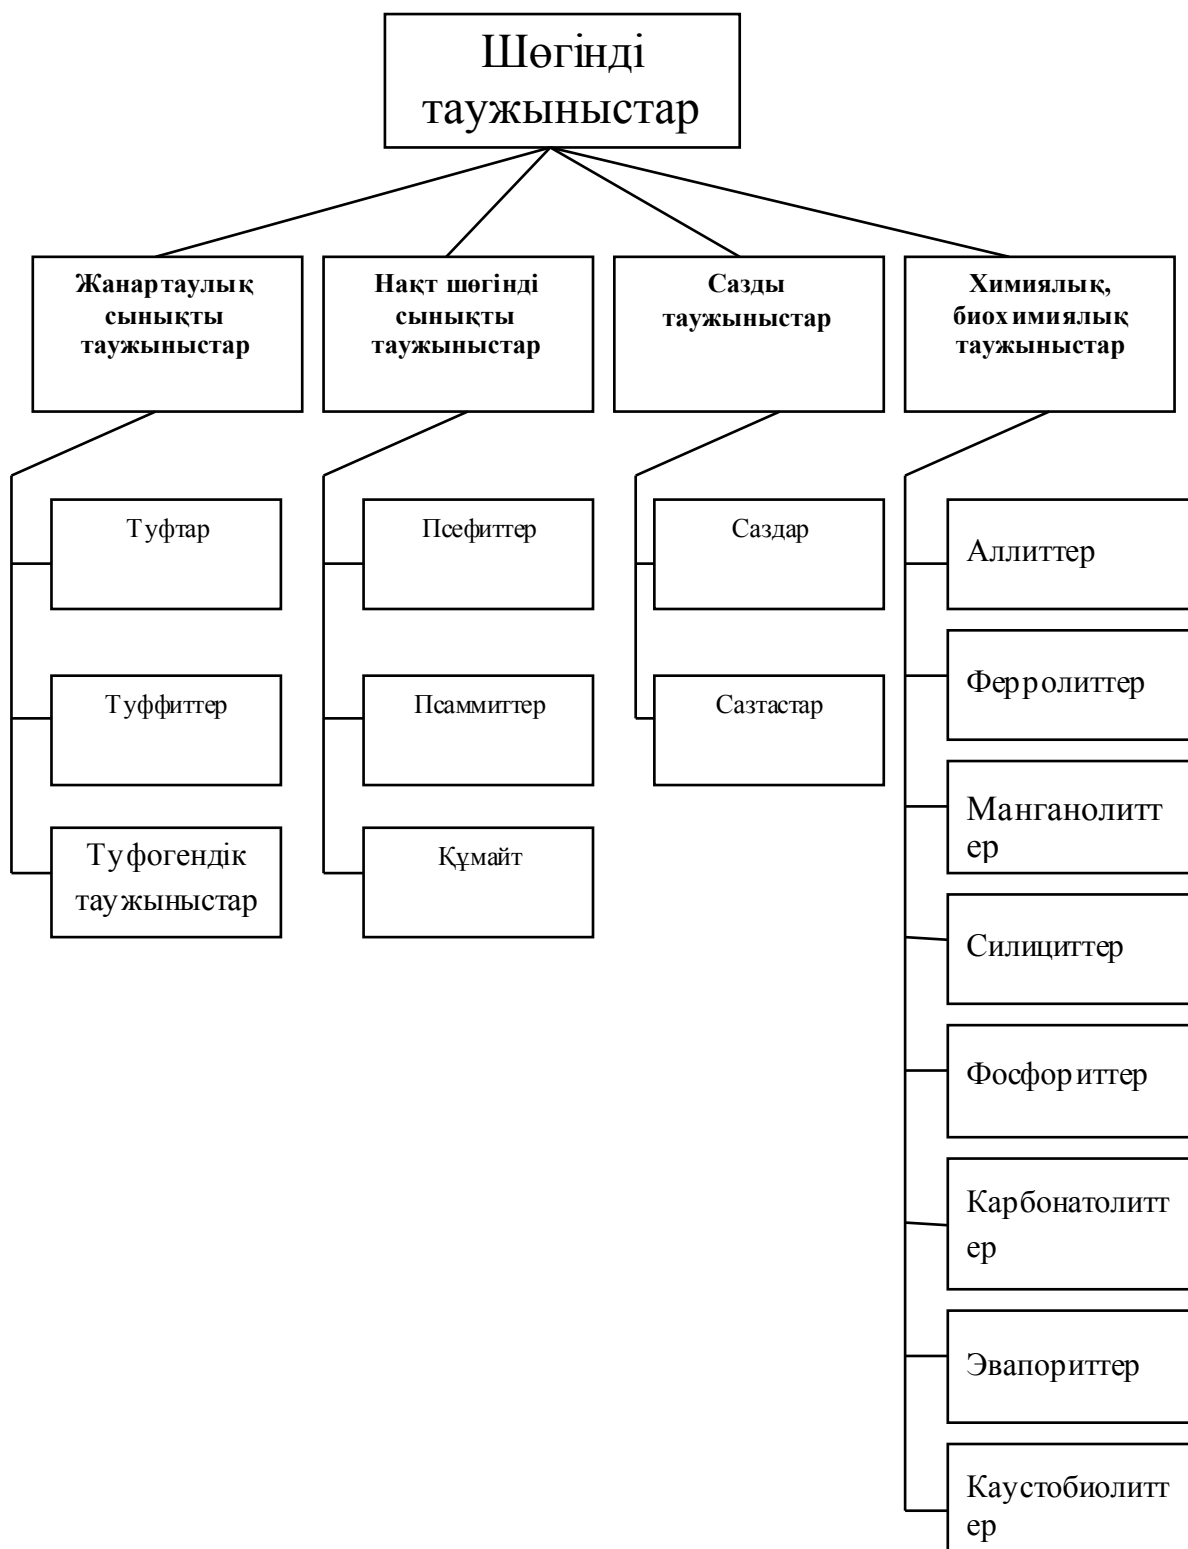 Шөгінді
таужыныстар
Жанартаулық
сынықты
таужыныстар
Нақт шөгінді
сынықты
таужыныстар
Сазды
таужыныстар
Химиялық,
биохимиялық
таужыныстар
Туфтар
Туффиттер
Туфогендік
таужыныстар
Псефиттер
Псаммиттер
Құмайт
Саздар
Сазтастар
Аллиттер
Ферролиттер
Манганолитт
ер
Силициттер
Фосфориттер
Карбонатолитт
ер
Эвапориттер
Каустобиолитт
ер